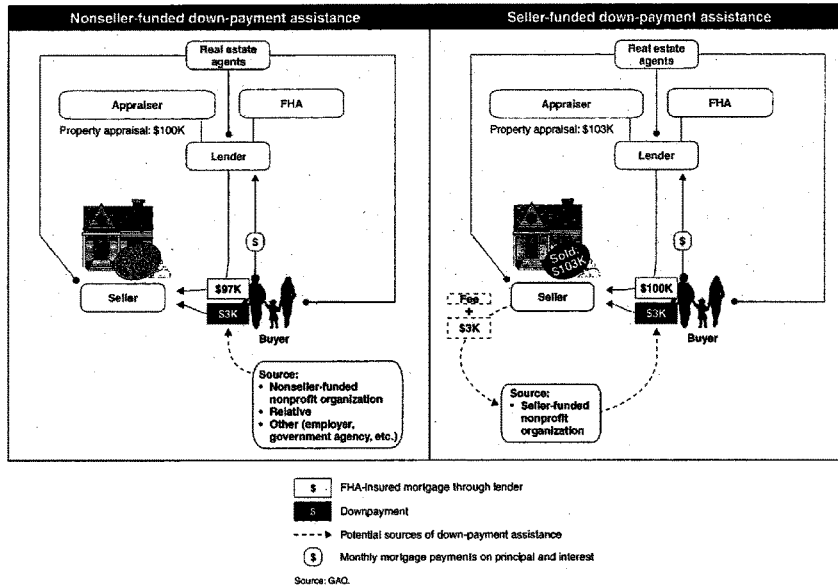 Nonseller-funded down-payment assistance
Real estate
agents
Appraiser
FHA
Property appraisal: $100K
Lender
$
Seller
$97K
$3K
Buyer
Source:
• Nonseller-funded
nonprofit organization
• Relative
• Other (employer,
government agency, etc.)
Seller-funded down-payment assistance
Real estate
agents
Appraiser
FHA
Property appraisal: $103K
Lender
$
Sold:
$103K
Fee
+
$3K
Seller
$100K
$3K
Buyer
Source:
• Seller-funded
nonprofit
organization
$ FHA-insured mortgage through lender
$ Downpayment
Potential sources of down-payment assistance
$ Monthly mortgage payments on principal and interest
Source: GAO.